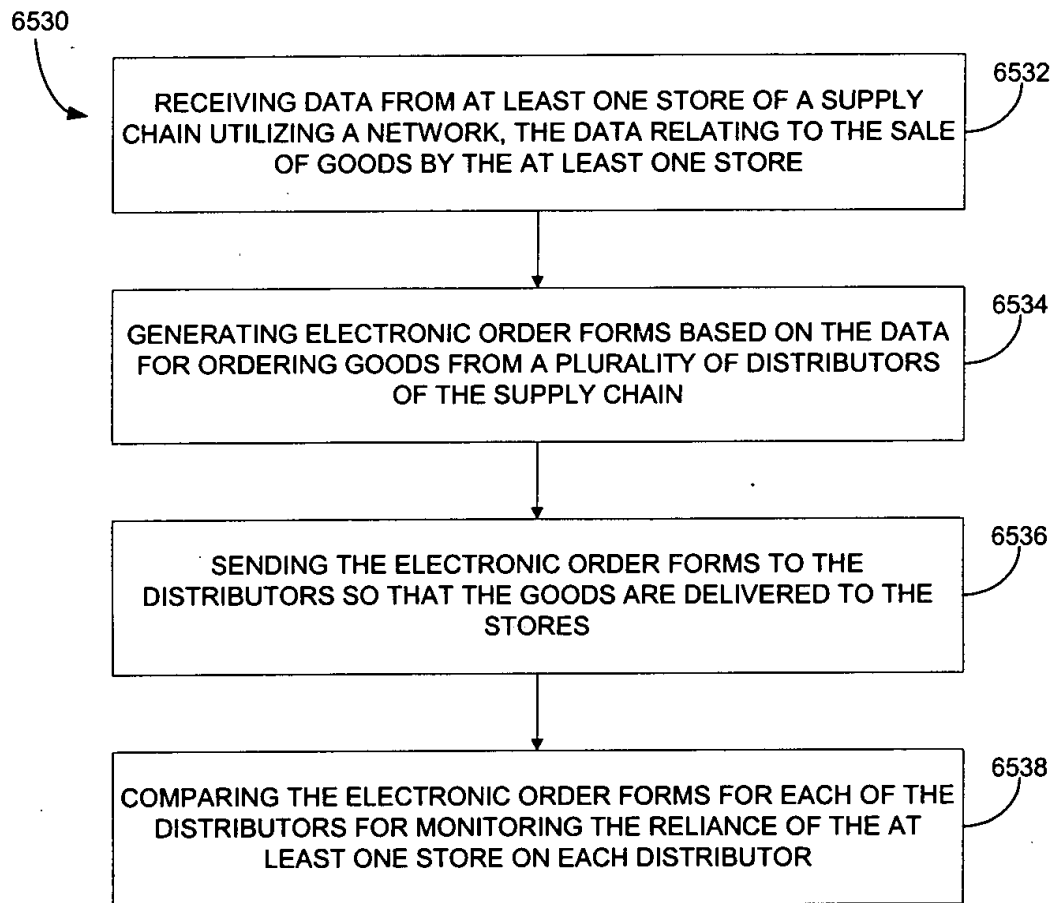 6530
6532
RECEIVING DATA FROM AT LEAST ONE STORE OF A SUPPLY
CHAIN UTILIZING A NETWORK, THE DATA RELATING TO THE SALE
OF GOODS BY THE AT LEAST ONE STORE
6534
GENERATING ELECTRONIC ORDER FORMS BASED ON THE DATA
FOR ORDERING GOODS FROM A PLURALITY OF DISTRIBUTORS
OF THE SUPPLY CHAIN
6536
SENDING THE ELECTRONIC ORDER FORMS TO THE
DISTRIBUTORS SO THAT THE GOODS ARE DELIVERED TO THE
STORES
6538
COMPARING THE ELECTRONIC ORDER FORMS FOR EACH OF THE
DISTRIBUTORS FOR MONITORING THE RELIANCE OF THE AT
LEAST ONE STORE ON EACH DISTRIBUTOR